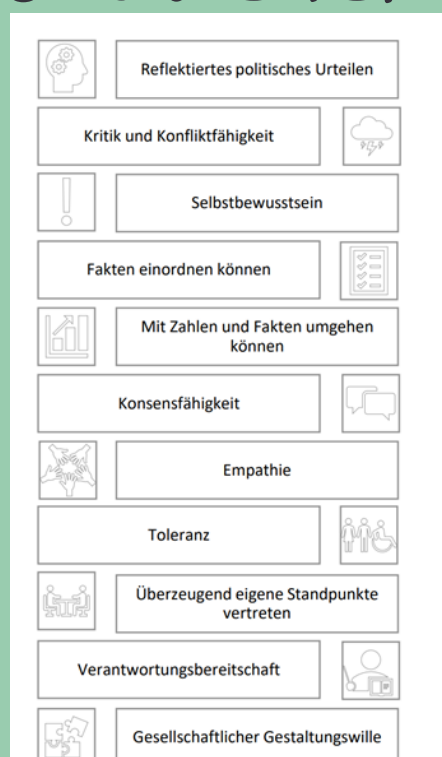 Reflektiertes politisches Urteilen
Kritik und Konfliktfähigkeit
Selbstbewusstsein
Fakten einordnen können
Mit Zahlen und Fakten umgehen
können
Konsensfähigkeit
Empathie
Toleranz
Überzeugend eigene Standpunkte
vertreten
Verantwortungsbereitschaft
Gesellschaftlicher Gestaltungswille